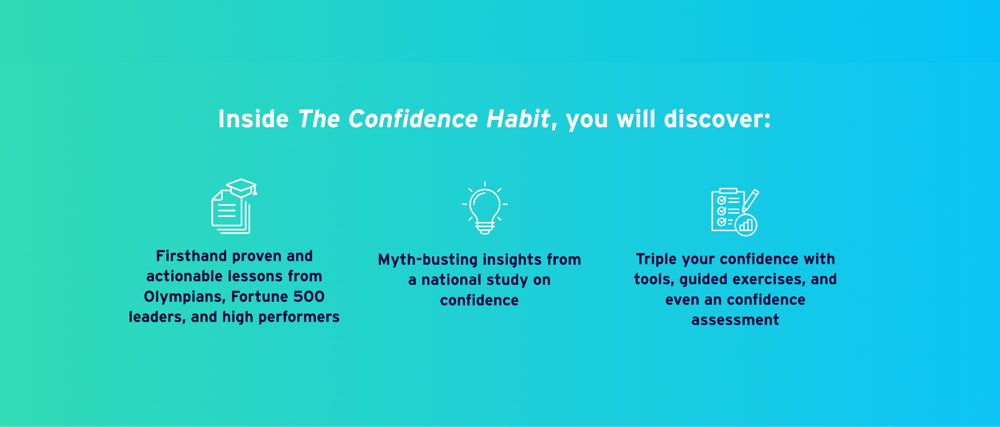 Inside The Confidence Habit, you will discover:
Firsthand proven and
actionable lessons from
Olympians, Fortune 500
leaders, and high performers
Myth-busting insights from
a national study on
confidence
Triple your confidence with
tools, guided exercises, and
even an confidence
assessment